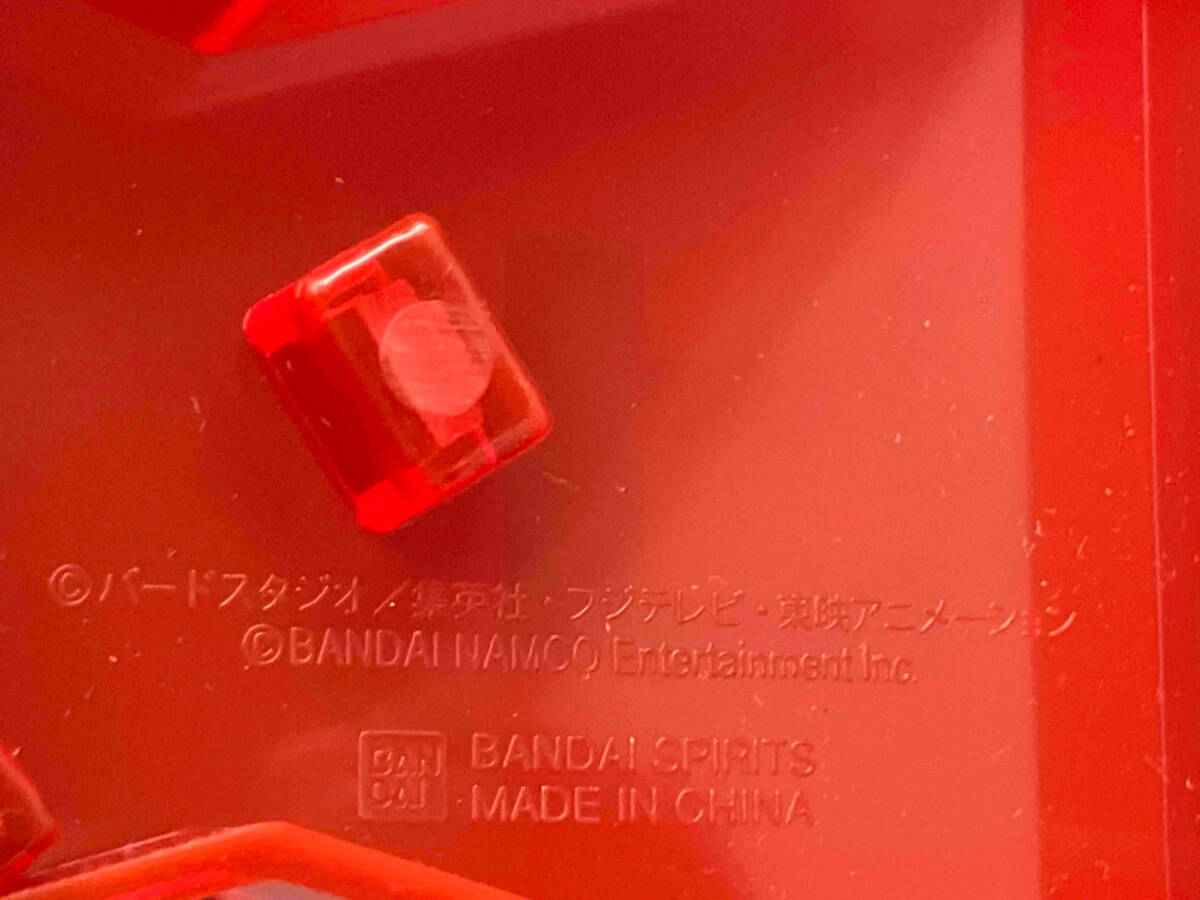 ©バードスタジオ／集英社・フジテレビ・東映アニメーション
©BANDAI NAMCO Entertainment Inc.
BAN
DAI
BANDAI SPIRITS
MADE IN CHINA